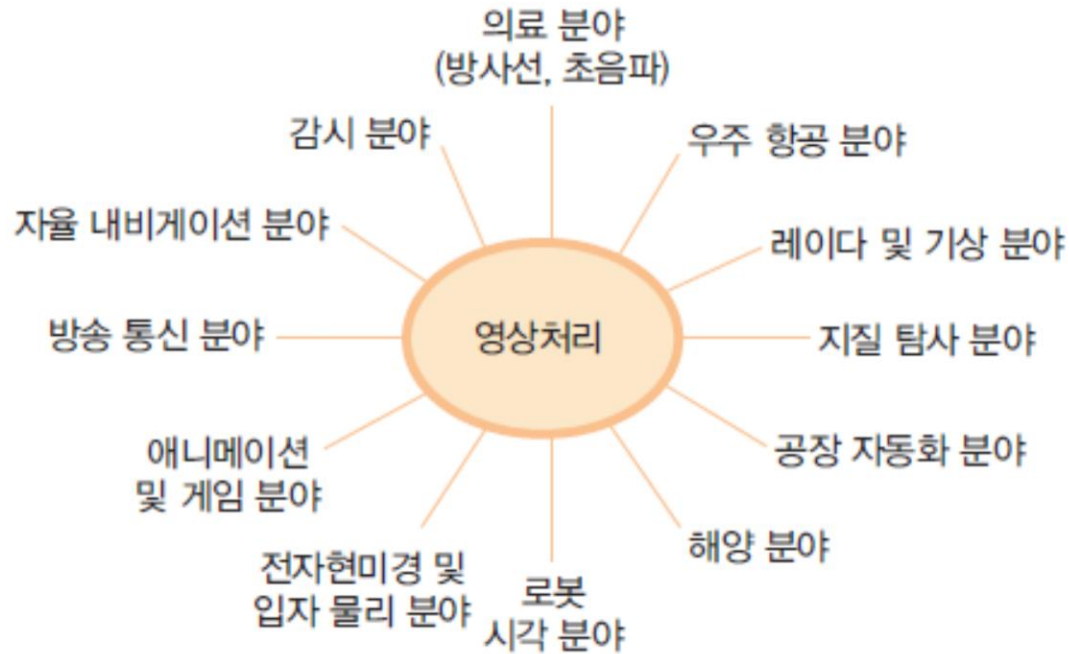 의료 분야
(방사선, 초음파)
감시 분야
우주 항공 분야
자율 내비게이션 분야
레이다 및 기상 분야
방송 통신 분야
영상처리
지질 탐사 분야
애니메이션
및 게임 분야
공장 자동화 분야
전자현미경 및
입자 물리 분야
로봇
시각 분야
해양 분야